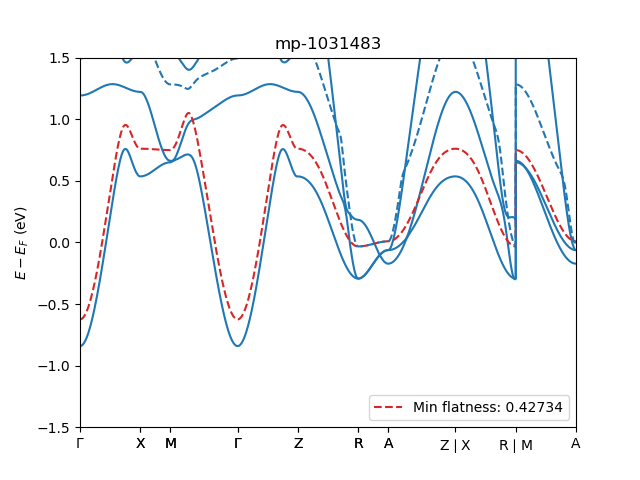 mp-1031483
1.5
1.0
0.5
0.0
−0.5
−1.0
−1.5
E − E_F (eV)
Min flatness: 0.42734
Γ X M Γ Z R A Z | X R | M A